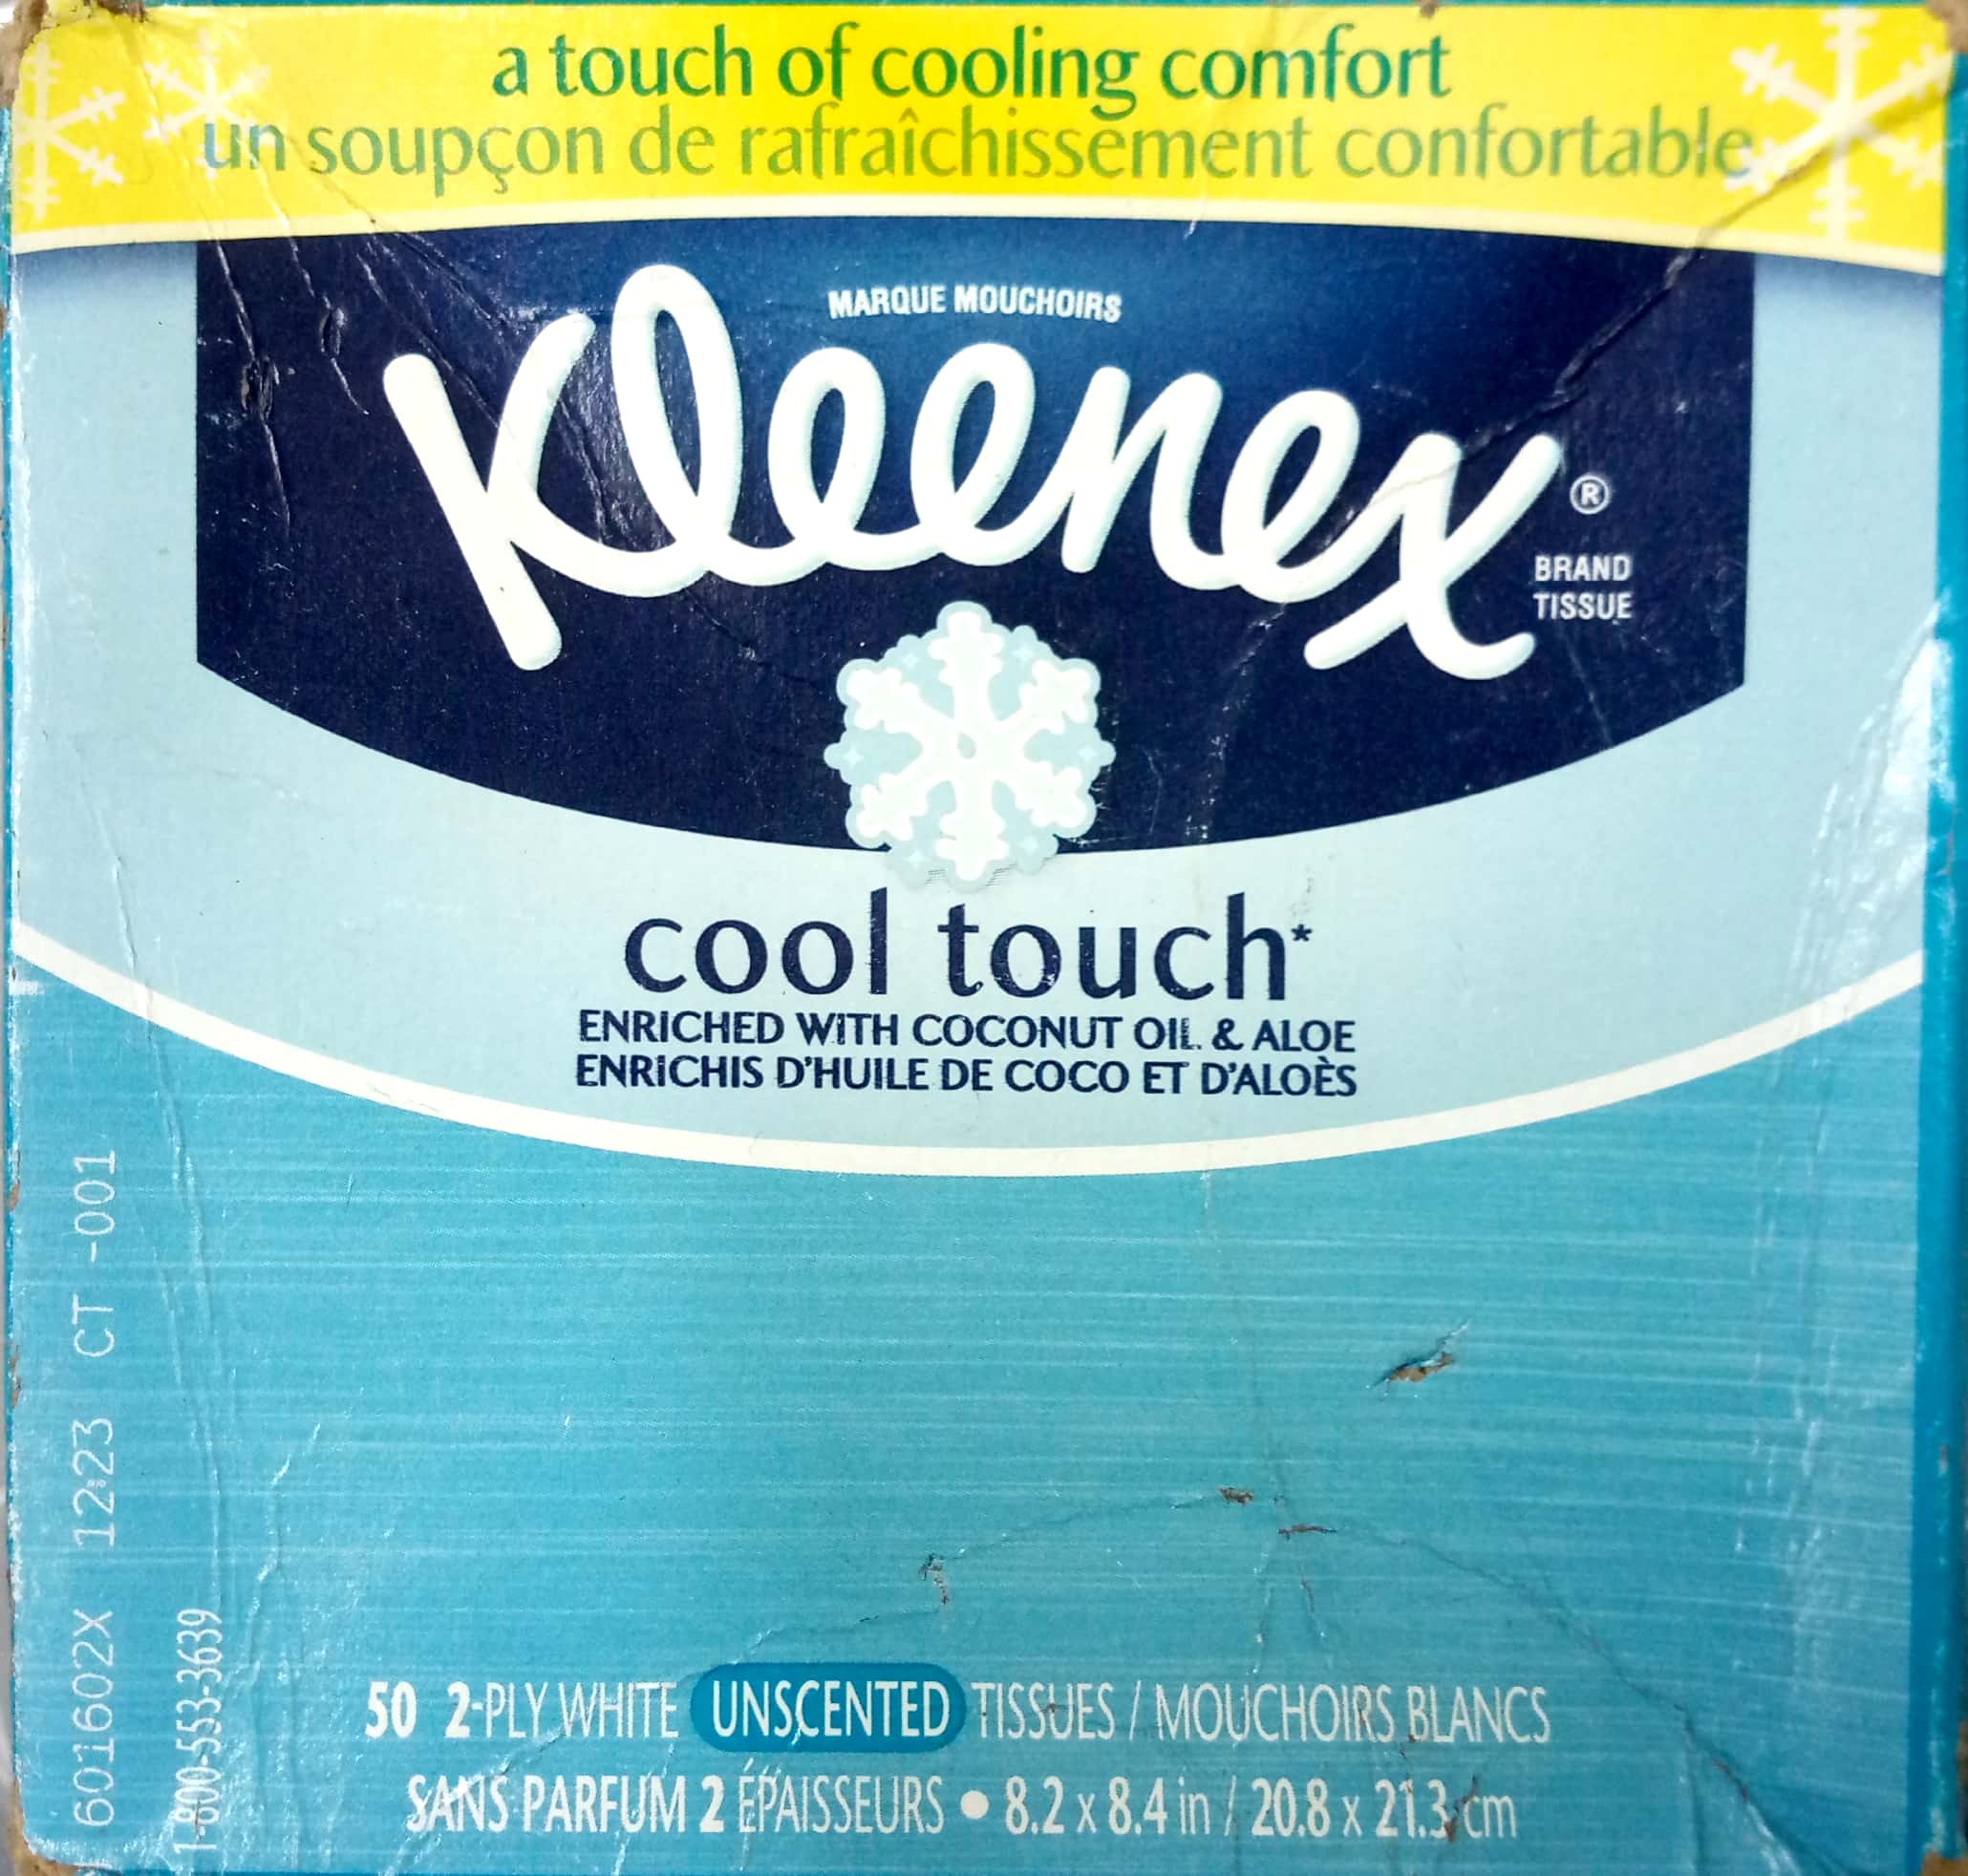 a touch of cooling comfort
un soupçon de rafraîchissement confortable
MARQUE MOUCHOIRS
Kleenex®
BRAND
TISSUE
cool touch*
ENRICHED WITH COCONUT OIL & ALOE
ENRICHIS D'HUILE DE COCO ET D'ALOÈS
601602X 12:23 CT -001
1-800-553-3639
50 2-PLY WHITE UNSCENTED TISSUES / MOUCHOIRS BLANCS
SANS PARFUM 2 ÉPAISSEURS • 8.2 x 8.4 in / 20.8 x 21.3 cm